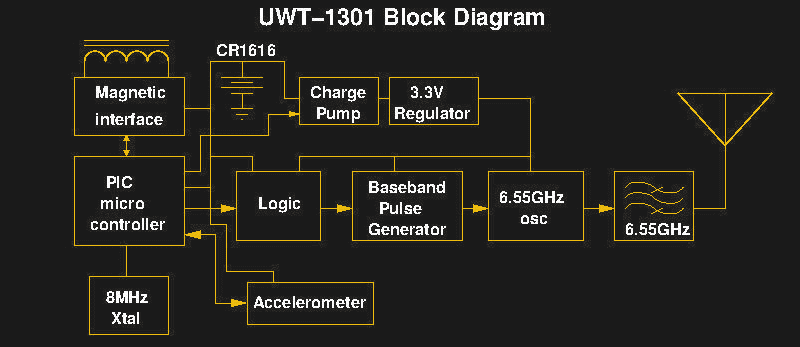 UWT–1301 Block Diagram
CR1616
Magnetic
interface
Charge
Pump
3.3V
Regulator
PIC
micro
controller
Logic
Baseband
Pulse
Generator
6.55GHz
osc
6.55GHz
8MHz
Xtal
Accelerometer